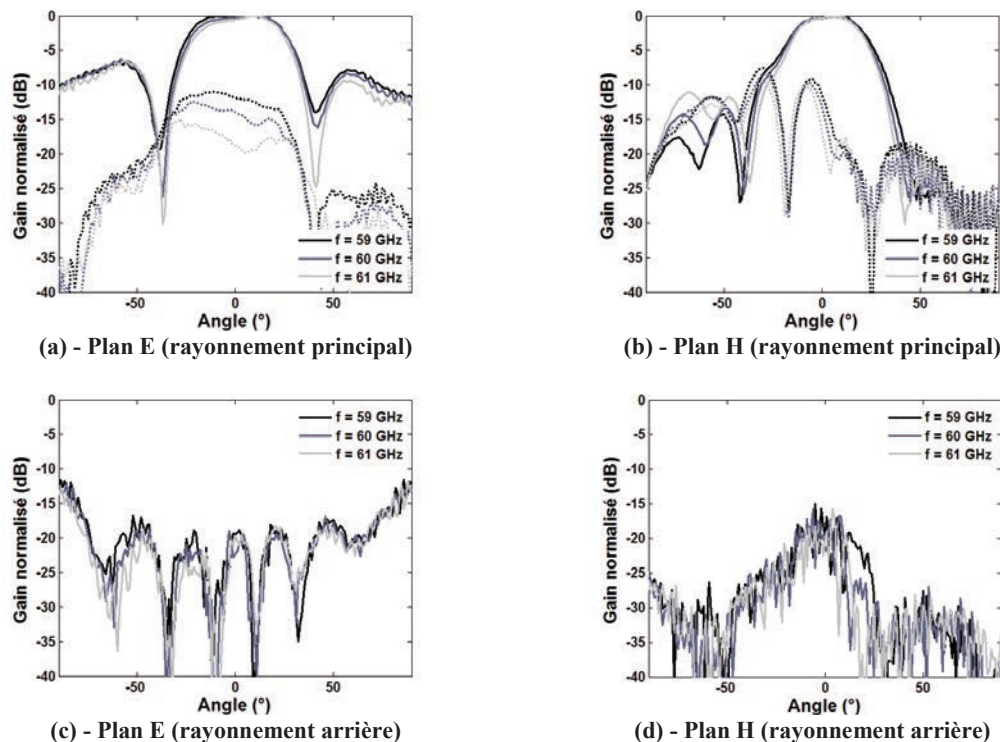 0
-5
-10
-15
-20
-25
-30
-35
-40
Gain normalisé (dB)
f = 59 GHz
f = 60 GHz
f = 61 GHz
-50
0
50
Angle (°)
(a) - Plan E (rayonnement principal)
0
-5
-10
-15
-20
-25
-30
-35
-40
Gain normalisé (dB)
f = 59 GHz
f = 60 GHz
f = 61 GHz
-50
0
50
Angle (°)
(b) - Plan H (rayonnement principal)
0
-5
-10
-15
-20
-25
-30
-35
-40
Gain normalisé (dB)
f = 59 GHz
f = 60 GHz
f = 61 GHz
-50
0
50
Angle (°)
(c) - Plan E (rayonnement arrière)
0
-5
-10
-15
-20
-25
-30
-35
-40
Gain normalisé (dB)
f = 59 GHz
f = 60 GHz
f = 61 GHz
-50
0
50
Angle (°)
(d) - Plan H (rayonnement arrière)